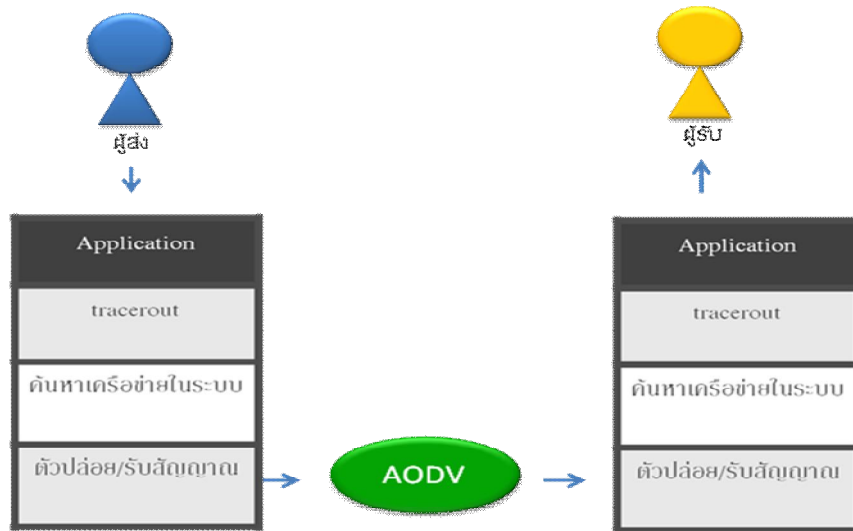 ผู้ส่ง
ผู้รับ
Application
tracerout
ค้นหาเครือข่ายในระบบ
ตัวปล่อย/รับสัญญาณ
AODV
Application
tracerout
ค้นหาเครือข่ายในระบบ
ตัวปล่อย/รับสัญญาณ